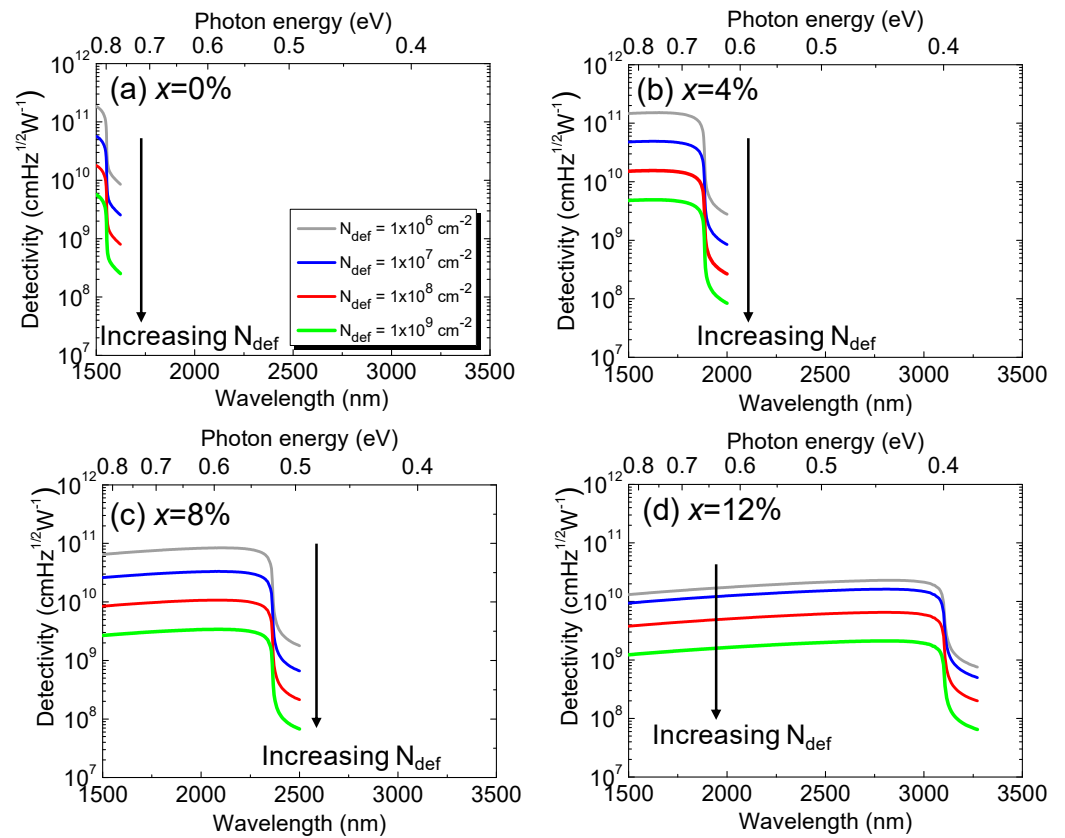 Photon energy (eV)
0.8 0.7 0.6 0.5 0.4
10^12
10^11
10^10
10^9
10^8
10^7
Detectivity (cmHz^1/2W^-1)
(a) x=0%
N_def = 1x10^6 cm^-2
N_def = 1x10^7 cm^-2
N_def = 1x10^8 cm^-2
N_def = 1x10^9 cm^-2
Increasing N_def
1500 2000 2500 3000 3500
Wavelength (nm)
Photon energy (eV)
0.8 0.7 0.6 0.5 0.4
10^12
10^11
10^10
10^9
10^8
10^7
Detectivity (cmHz^1/2W^-1)
(b) x=4%
Increasing N_def
1500 2000 2500 3000 3500
Wavelength (nm)
Photon energy (eV)
0.8 0.7 0.6 0.5 0.4
10^12
10^11
10^10
10^9
10^8
10^7
Detectivity (cmHz^1/2W^-1)
(c) x=8%
Increasing N_def
1500 2000 2500 3000 3500
Wavelength (nm)
Photon energy (eV)
0.8 0.7 0.6 0.5 0.4
10^12
10^11
10^10
10^9
10^8
10^7
Detectivity (cmHz^1/2W^-1)
(d) x=12%
Increasing N_def
1500 2000 2500 3000 3500
Wavelength (nm)